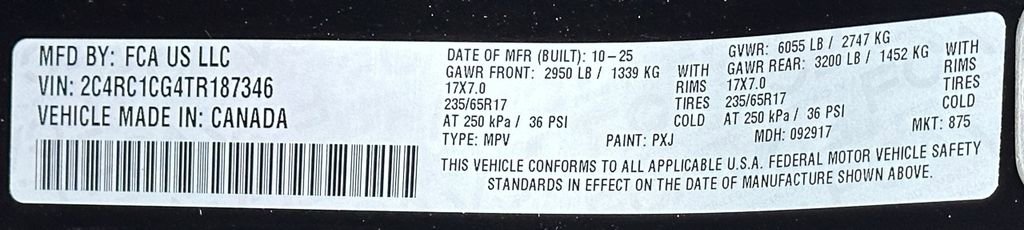 MFD BY: FCA US LLC
VIN: 2C4RC1CG4TR187346
VEHICLE MADE IN: CANADA
DATE OF MFR (BUILT): 10-25
GAWR FRONT: 2950 LB / 1339 KG WITH
17X7.0 RIMS
235/65R17 TIRES
AT 250 kPa / 36 PSI COLD
GVWR: 6055 LB / 2747 KG
GAWR REAR: 3200 LB / 1452 KG WITH
17X7.0 RIMS
235/65R17 TIRES
AT 250 kPa / 36 PSI COLD
TYPE: MPV PAINT: PXJ MDH: 092917 MKT: 875
THIS VEHICLE CONFORMS TO ALL APPLICABLE U.S.A. FEDERAL MOTOR VEHICLE SAFETY
STANDARDS IN EFFECT ON THE DATE OF MANUFACTURE SHOWN ABOVE.